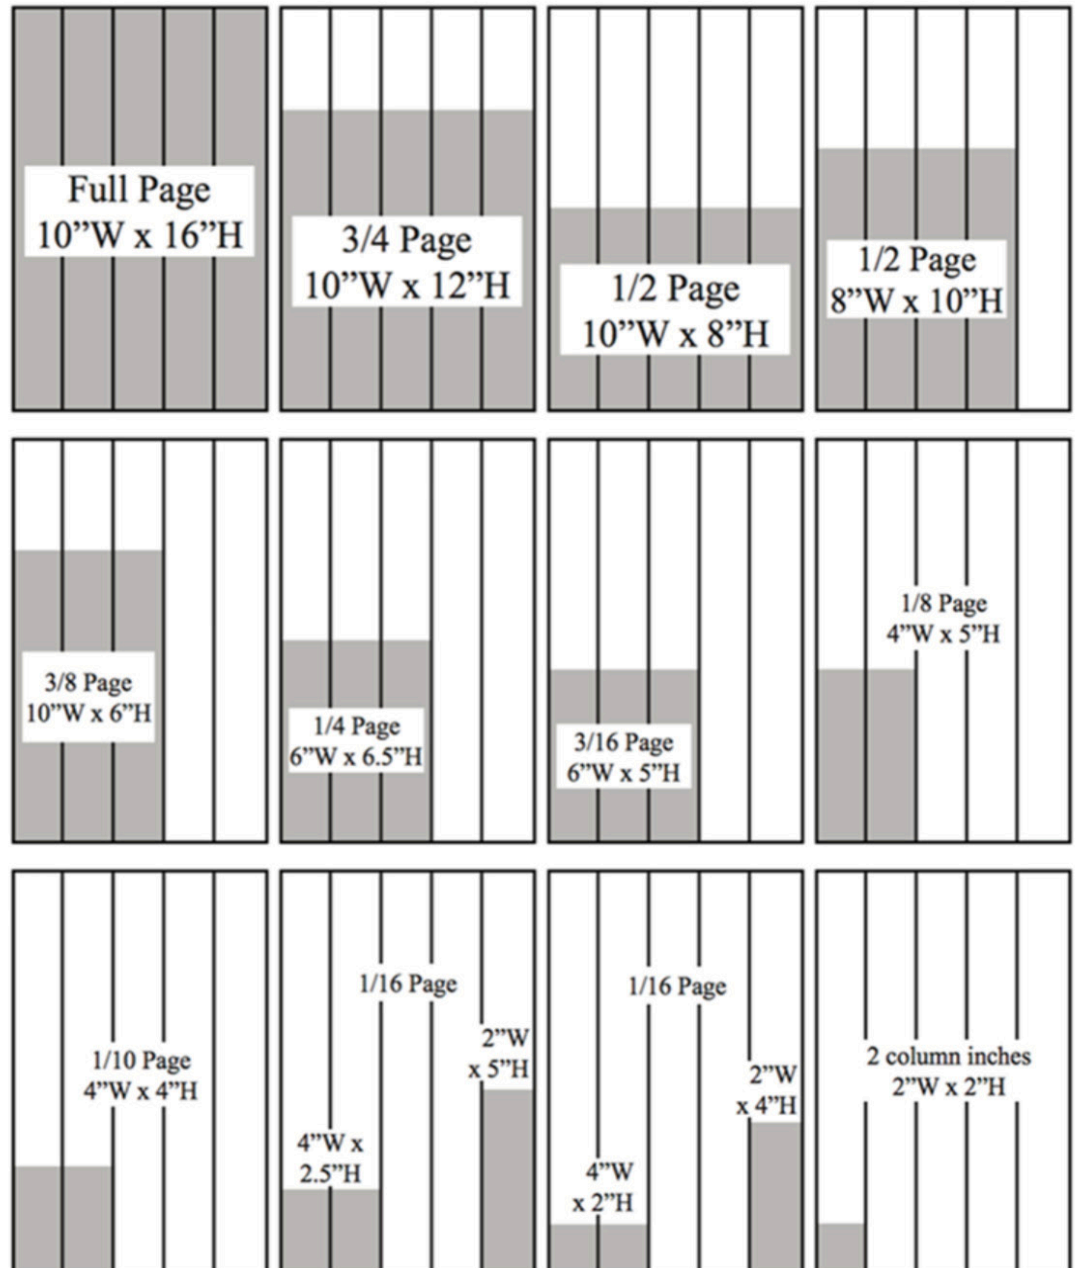 Full Page
10”W x 16”H
3/4 Page
10”W x 12”H
1/2 Page
10”W x 8”H
1/2 Page
8”W x 10”H
3/8 Page
10”W x 6”H
1/4 Page
6”W x 6.5”H
3/16 Page
6”W x 5”H
1/8 Page
4”W x 5”H
1/10 Page
4”W x 4”H
1/16 Page
2”W
x 5”H
4”W x
2.5”H
1/16 Page
2”W
x 4”H
4”W
x 2”H
2 column inches
2”W x 2”H